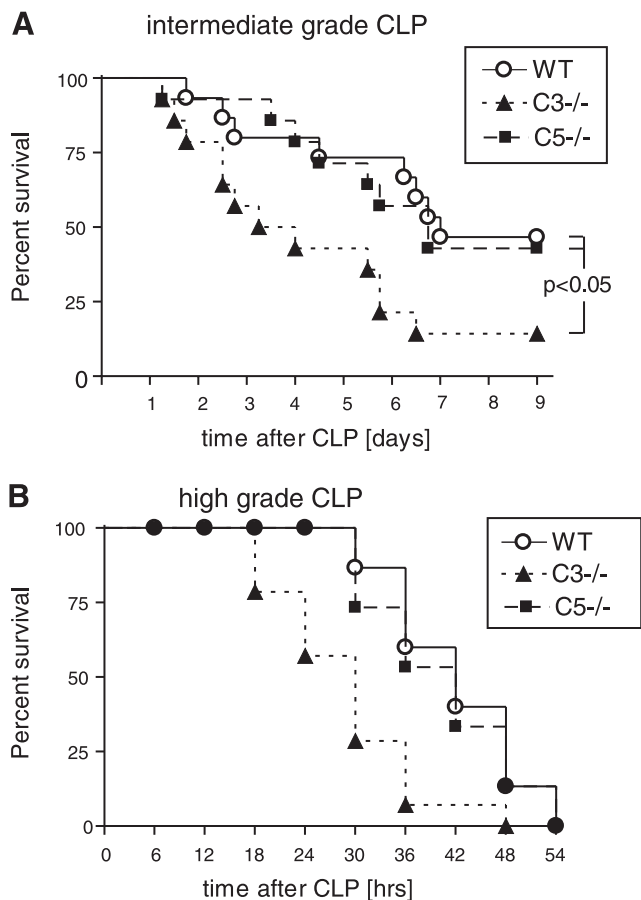 A
intermediate grade CLP
WT
C3-/-
C5-/-
Percent survival
100
75
50
25
0
p<0.05
1 2 3 4 5 6 7 8 9
time after CLP [days]
B
high grade CLP
WT
C3-/-
C5-/-
Percent survival
100
75
50
25
0
0 6 12 18 24 30 36 42 48 54
time after CLP [hrs]